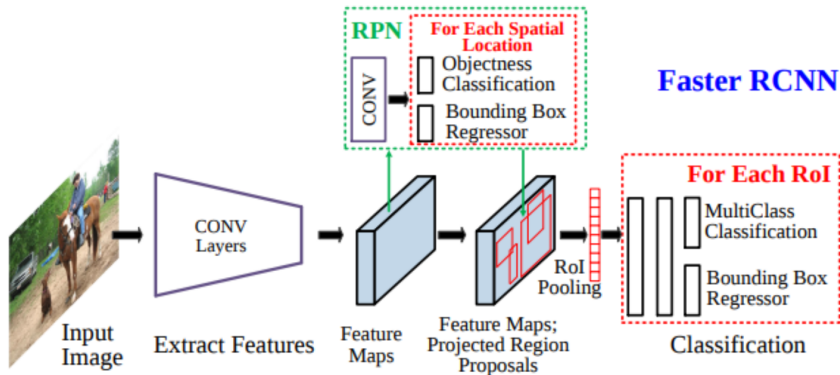 RPN
For Each Spatial
Location
CONV
Objectness
Classification
Bounding Box
Regressor
Faster RCNN
Input
Image
CONV
Layers
Extract Features
Feature
Maps
Feature Maps;
Projected Region
Proposals
RoI
Pooling
For Each RoI
MultiClass
Classification
Bounding Box
Regressor
Classification